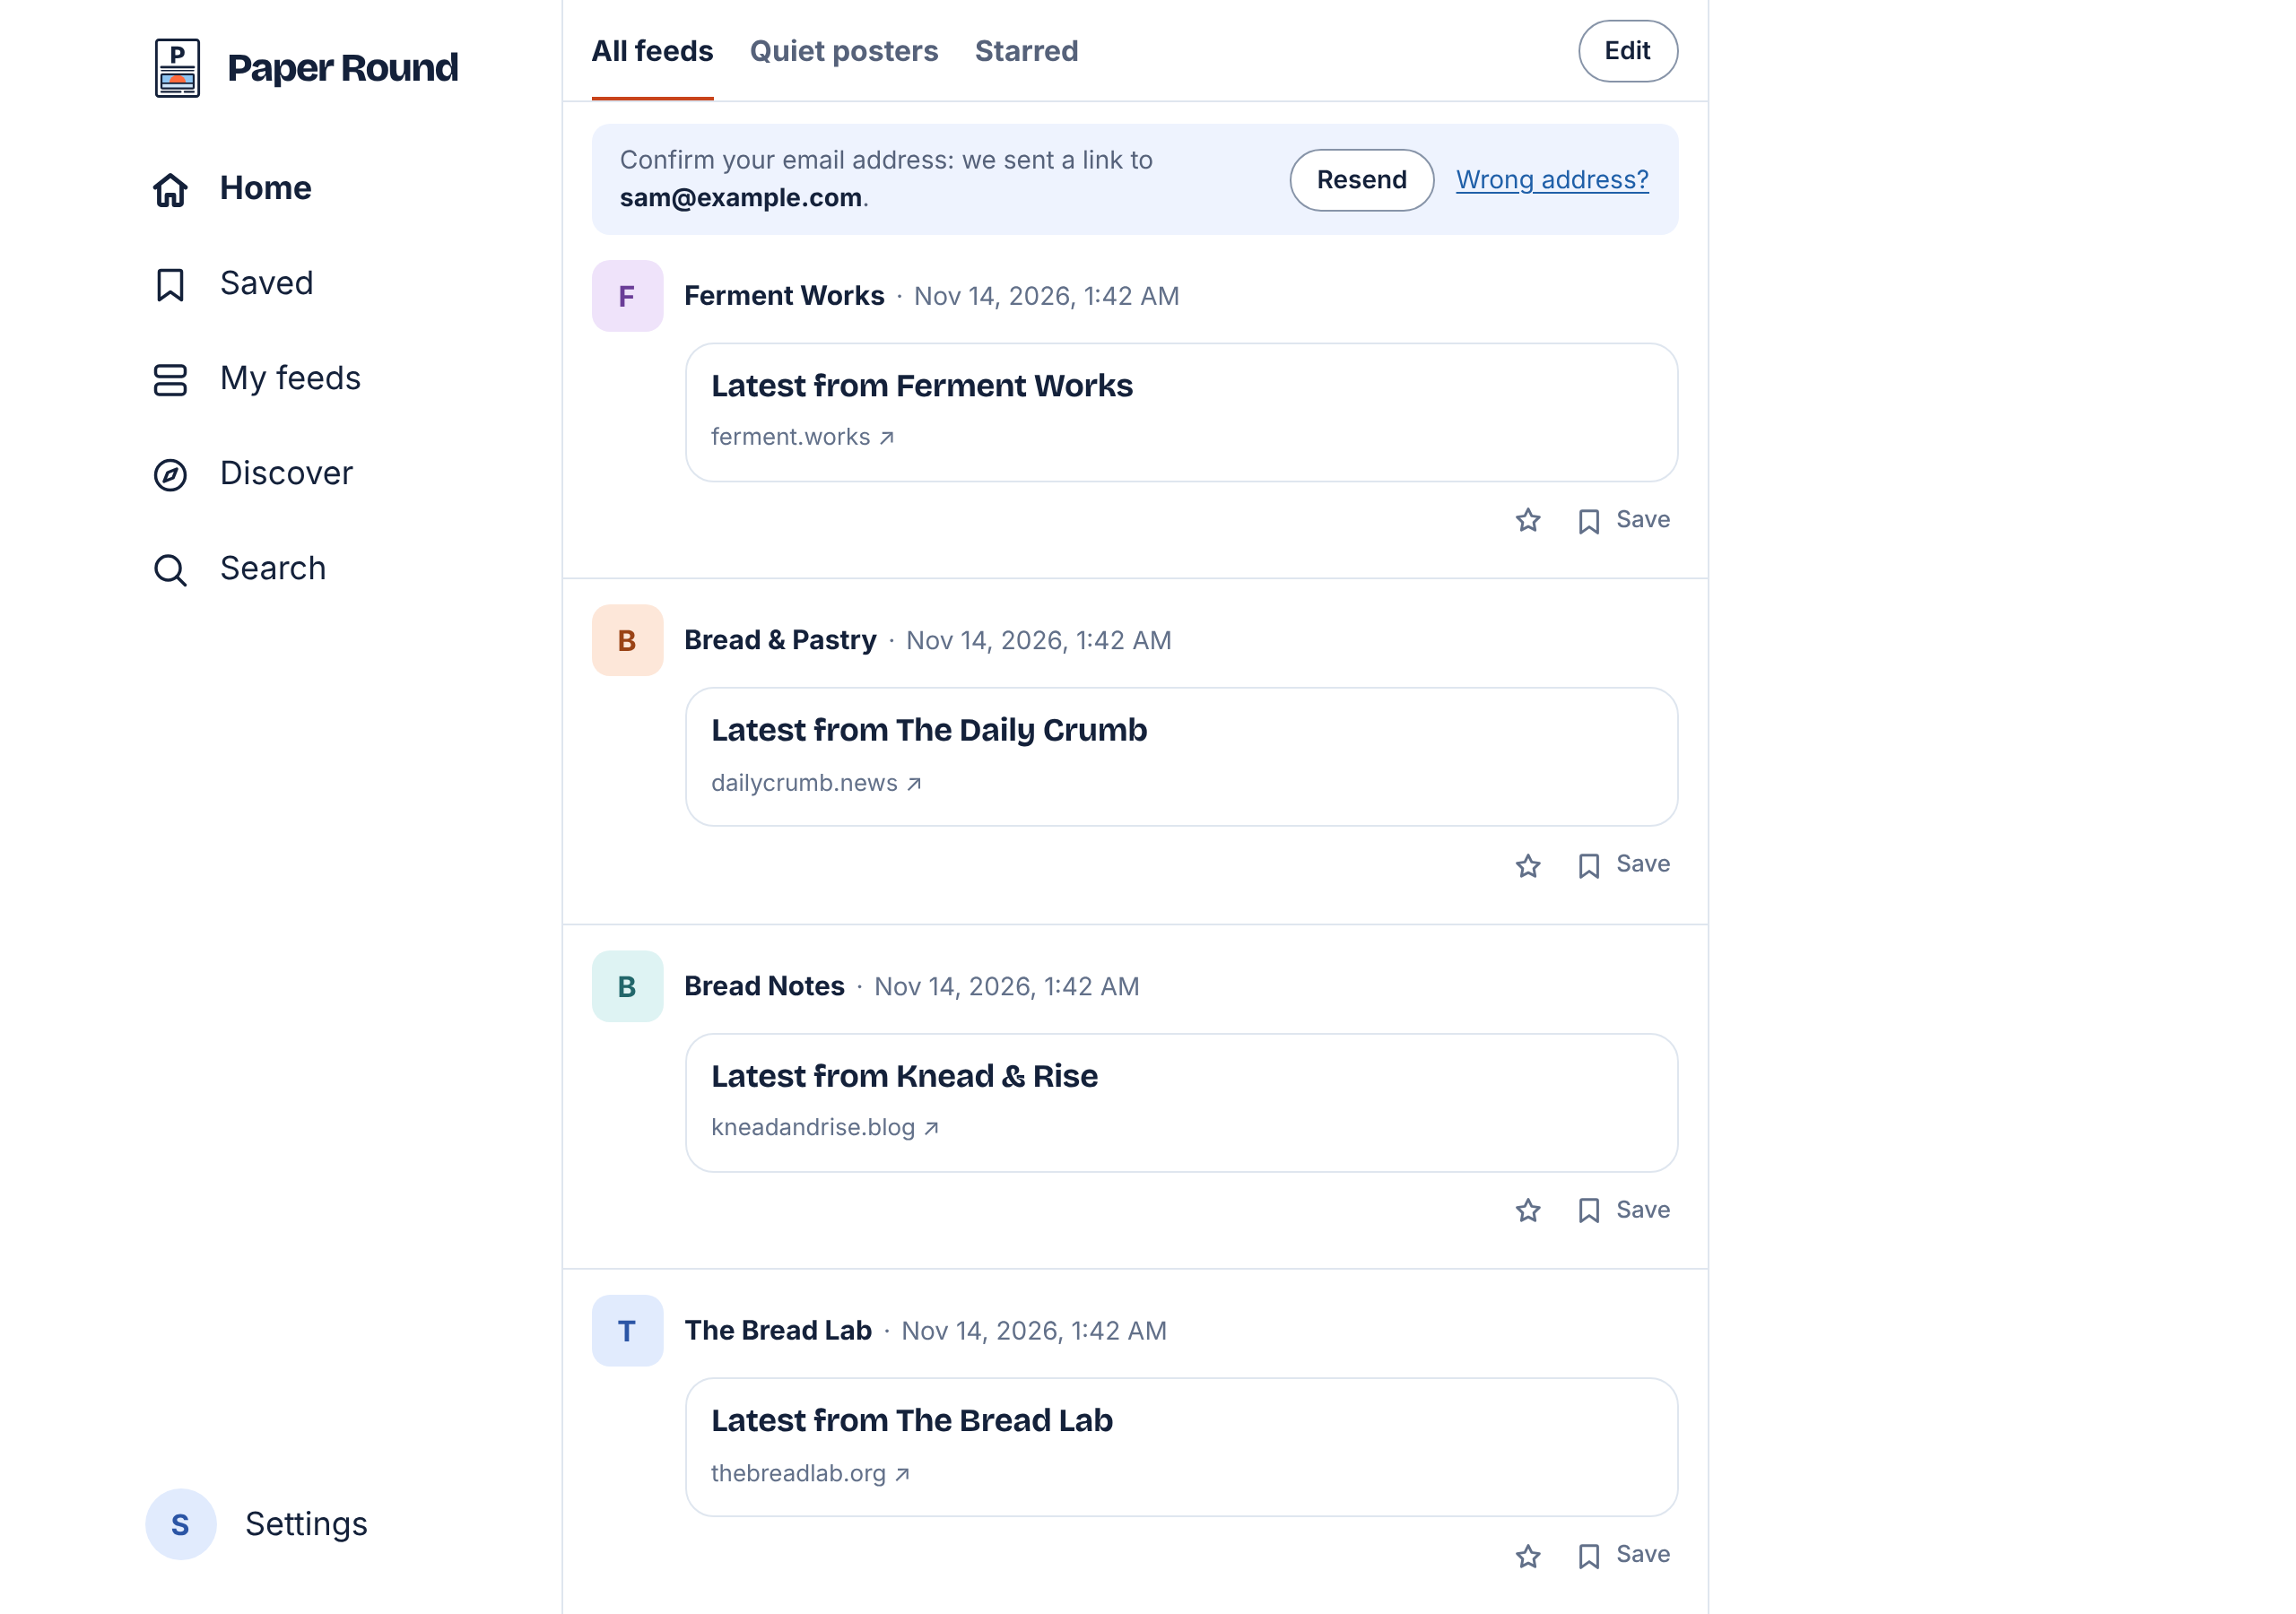 P
Paper Round
Home
Saved
My feeds
Discover
Search
S
Settings
All feeds
Quiet posters
Starred
Edit
Confirm your email address: we sent a link to
sam@example.com.
Resend
Wrong address?
F
Ferment Works · Nov 14, 2026, 1:42 AM
Latest from Ferment Works
ferment.works ↗
Save
B
Bread & Pastry · Nov 14, 2026, 1:42 AM
Latest from The Daily Crumb
dailycrumb.news ↗
Save
B
Bread Notes · Nov 14, 2026, 1:42 AM
Latest from Knead & Rise
kneadandrise.blog ↗
Save
T
The Bread Lab · Nov 14, 2026, 1:42 AM
Latest from The Bread Lab
thebreadlab.org ↗
Save